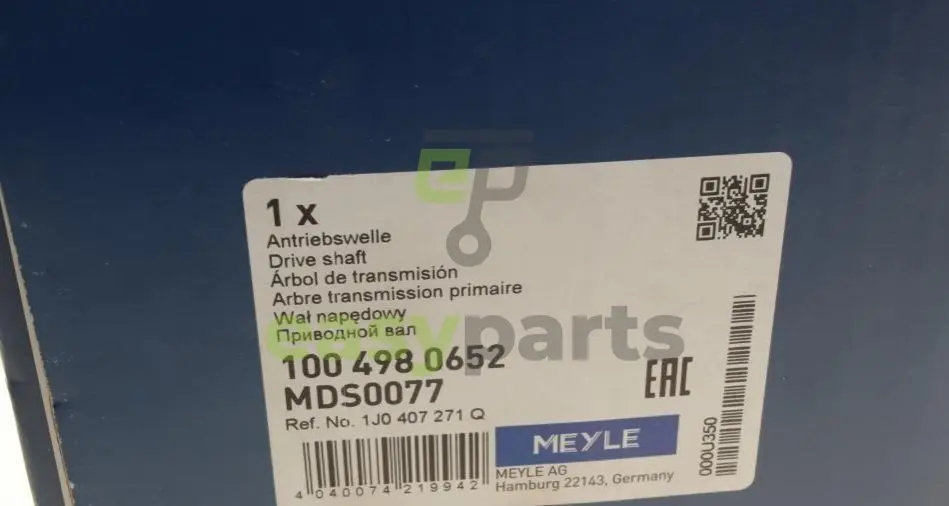 1 x
Antriebswelle
Drive shaft
Árbol de transmisión
Arbre transmission primaire
Wał napędowy
Приводной вал
100 498 0652
MDS0077
Ref. No. 1J0 407 271 Q
4 040074 219942
MEYLE
MEYLE AG
Hamburg 22143, Germany
EAC
000U350
ep
easyparts